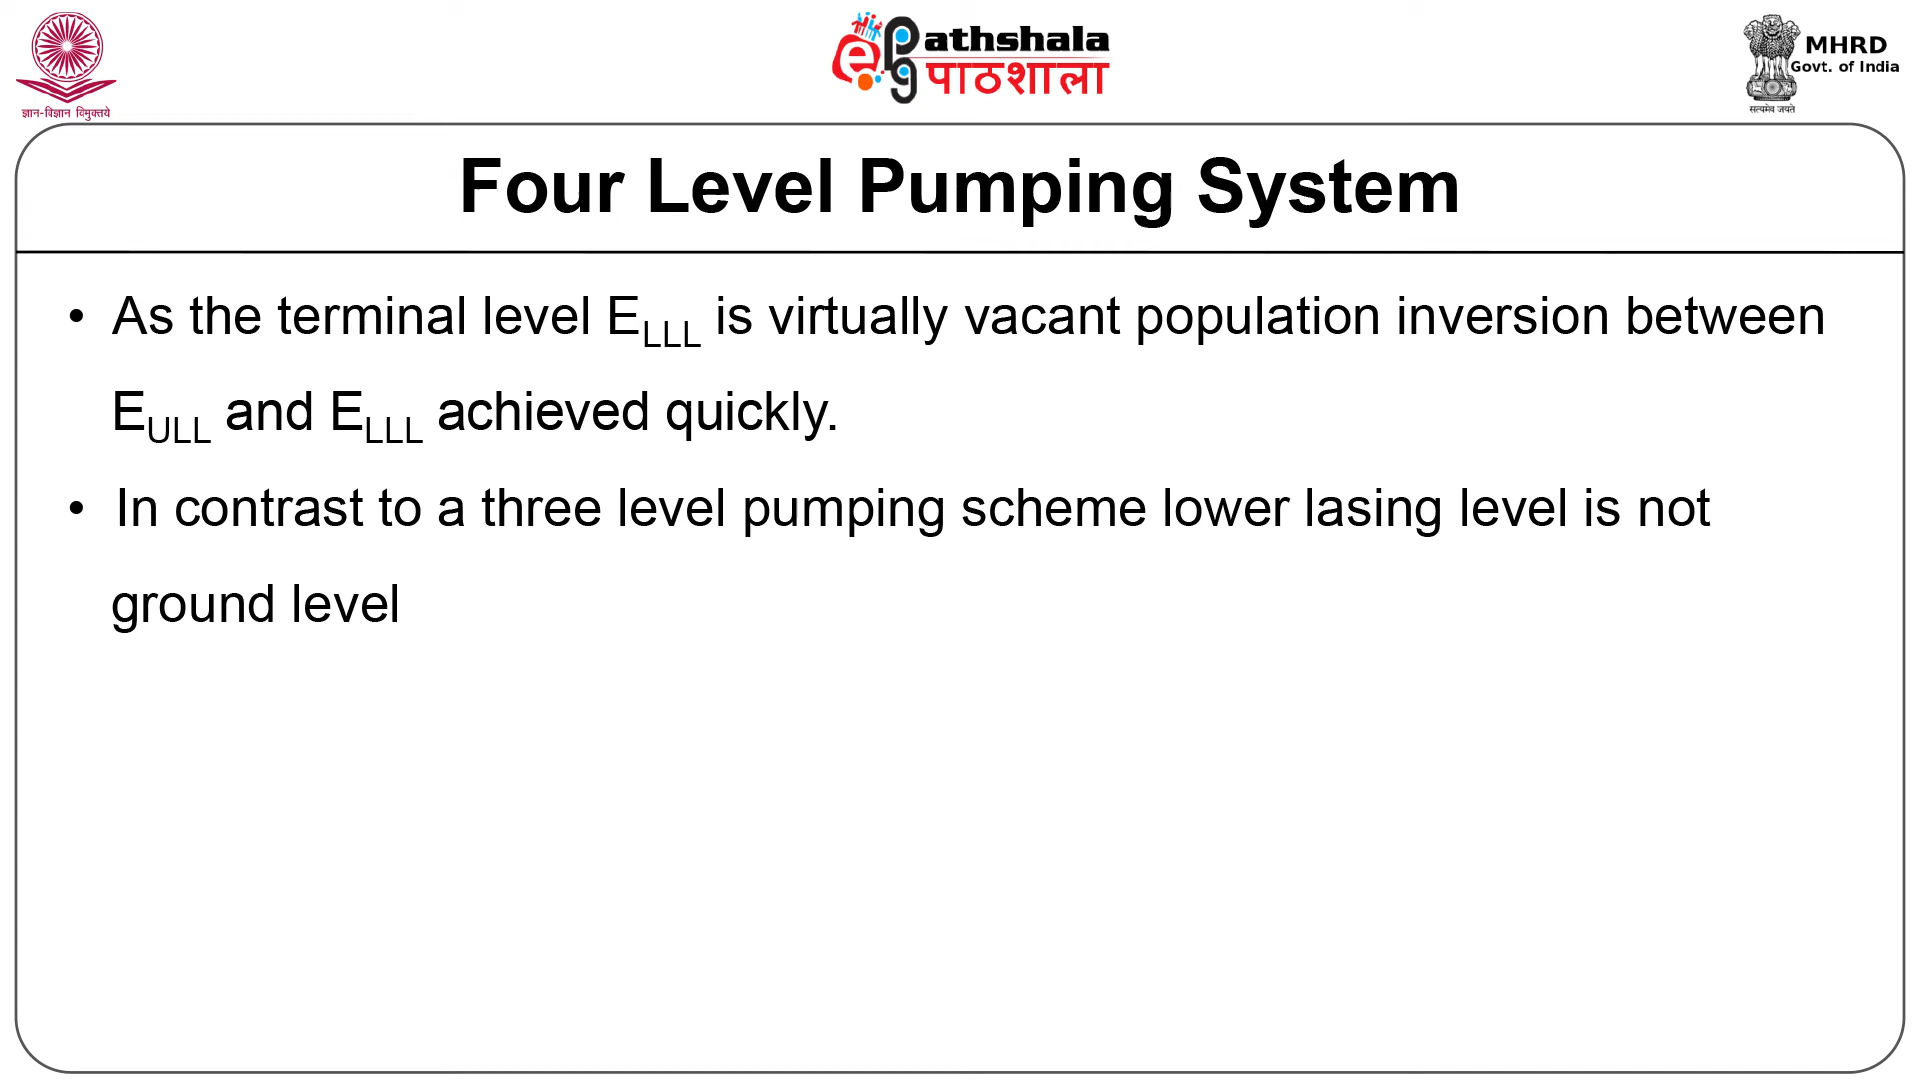 ज्ञान-विज्ञान विमुक्तये
e Pathshala
पाठशाला
MHRD
Govt. of India
सत्यमेव जयते
Four Level Pumping System
• As the terminal level E_LLL is virtually vacant population inversion between
E_ULL and E_LLL achieved quickly.
• In contrast to a three level pumping scheme lower lasing level is not
ground level